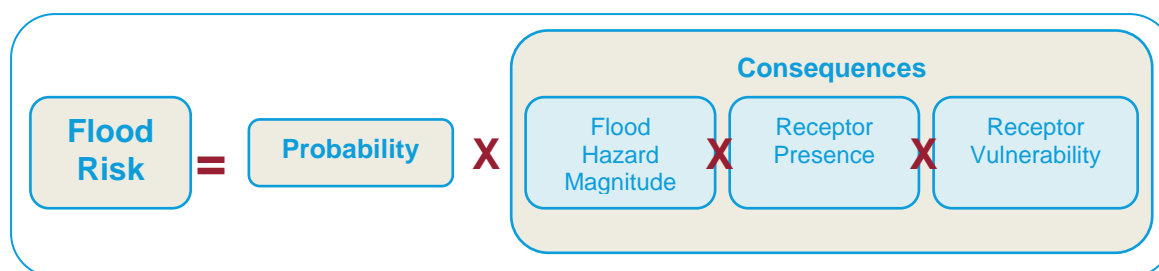 Consequences
Flood
Risk
=
Probability
X
Flood
Hazard
Magnitude
X
Receptor
Presence
X
Receptor
Vulnerability